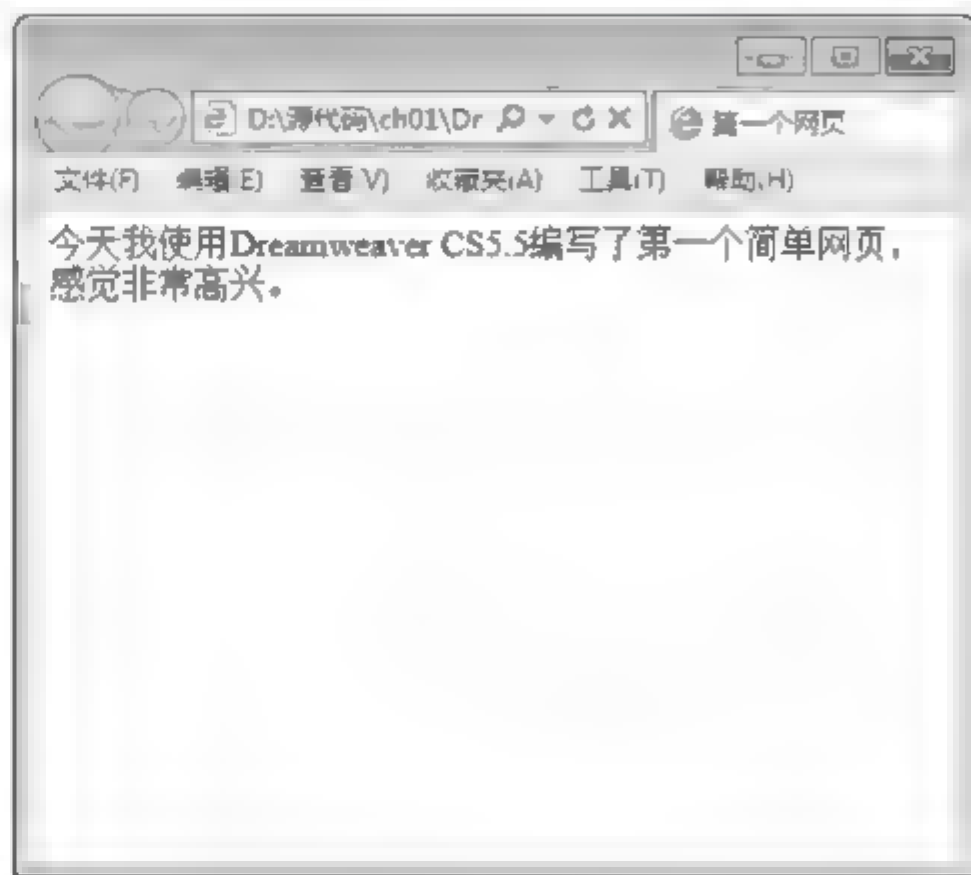 D:\源代码\ch01\Dr 第一个网页
文件(F) 编辑(E) 查看(V) 收藏夹(A) 工具(T) 帮助(H)
今天我使用Dreamweaver CS5.5编写了第一个简单网页，
感觉非常高兴。